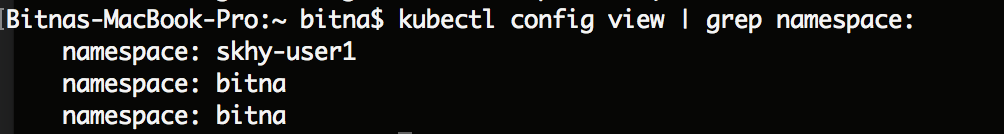 [Bitnas-MacBook-Pro:~ bitna$ kubectl config view | grep namespace:
    namespace: skhy-user1
    namespace: bitna
    namespace: bitna